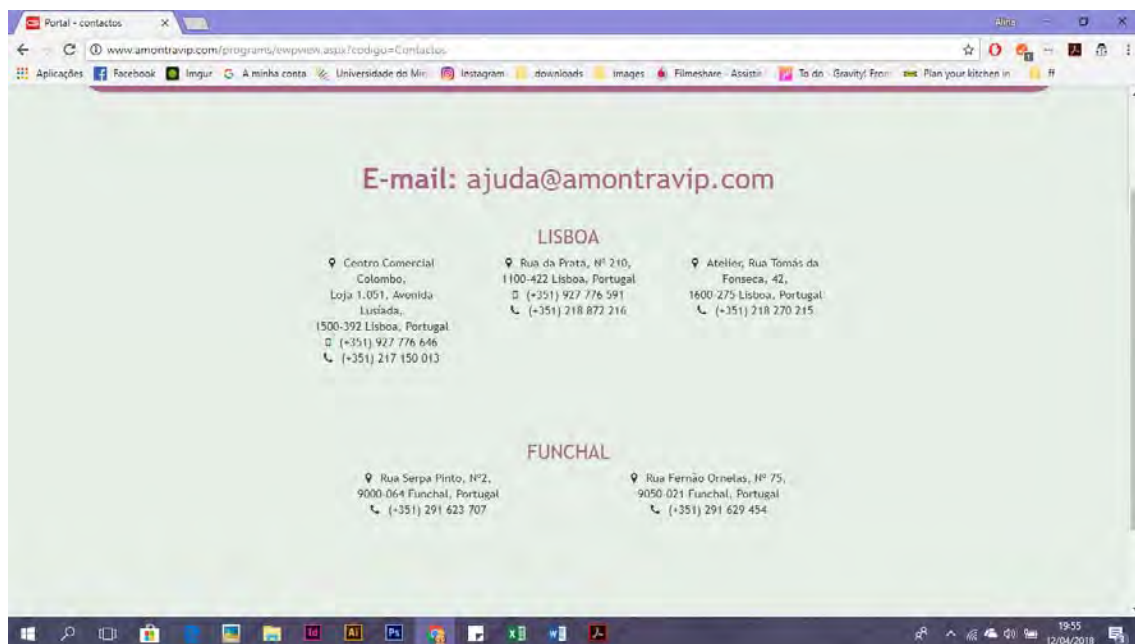 Portal - contactos
Alina
www.amontravip.com/programs/ewpview.aspx?codigo=Contactos
Aplicações Facebook Imgur A minha conta Universidade do Min Instagram downloads images Filmeshare - Assistir To do - Gravity! From Plan your kitchen in ff
E-mail: ajuda@amontravip.com
LISBOA
Centro Comercial
Colombo,
Loja 1.051, Avenida
Lusíada,
1500-392 Lisboa, Portugal
(+351) 927 776 646
(+351) 217 150 013
Rua da Prata, Nº 210,
1100-422 Lisboa, Portugal
(+351) 927 776 591
(+351) 218 872 216
Atelier, Rua Tomás da
Fonseca, 42,
1600-275 Lisboa, Portugal
(+351) 218 270 215
FUNCHAL
Rua Serpa Pinto, Nº2,
9000-064 Funchal, Portugal
(+351) 291 623 707
Rua Fernão Ornelas, Nº 75,
9050-021 Funchal, Portugal
(+351) 291 629 454
Id Ai Ps
19:55
12/04/2018